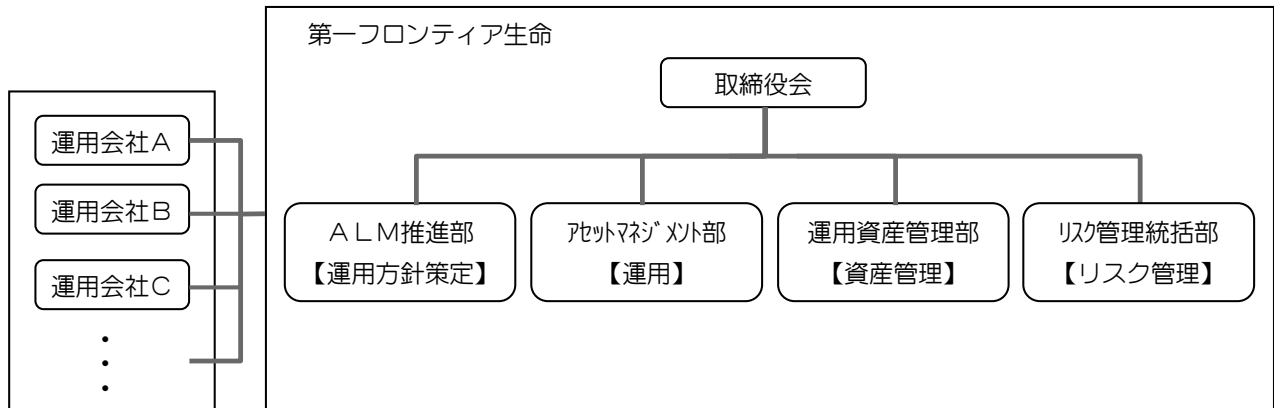 第一フロンティア生命
取締役会
運用会社A
運用会社B
運用会社C
・
・
・
ＡＬＭ推進部
【運用方針策定】
ｱｾｯﾄﾏﾈｼﾞﾒﾝﾄ部
【運用】
運用資産管理部
【資産管理】
ﾘｽｸ管理統括部
【リスク管理】